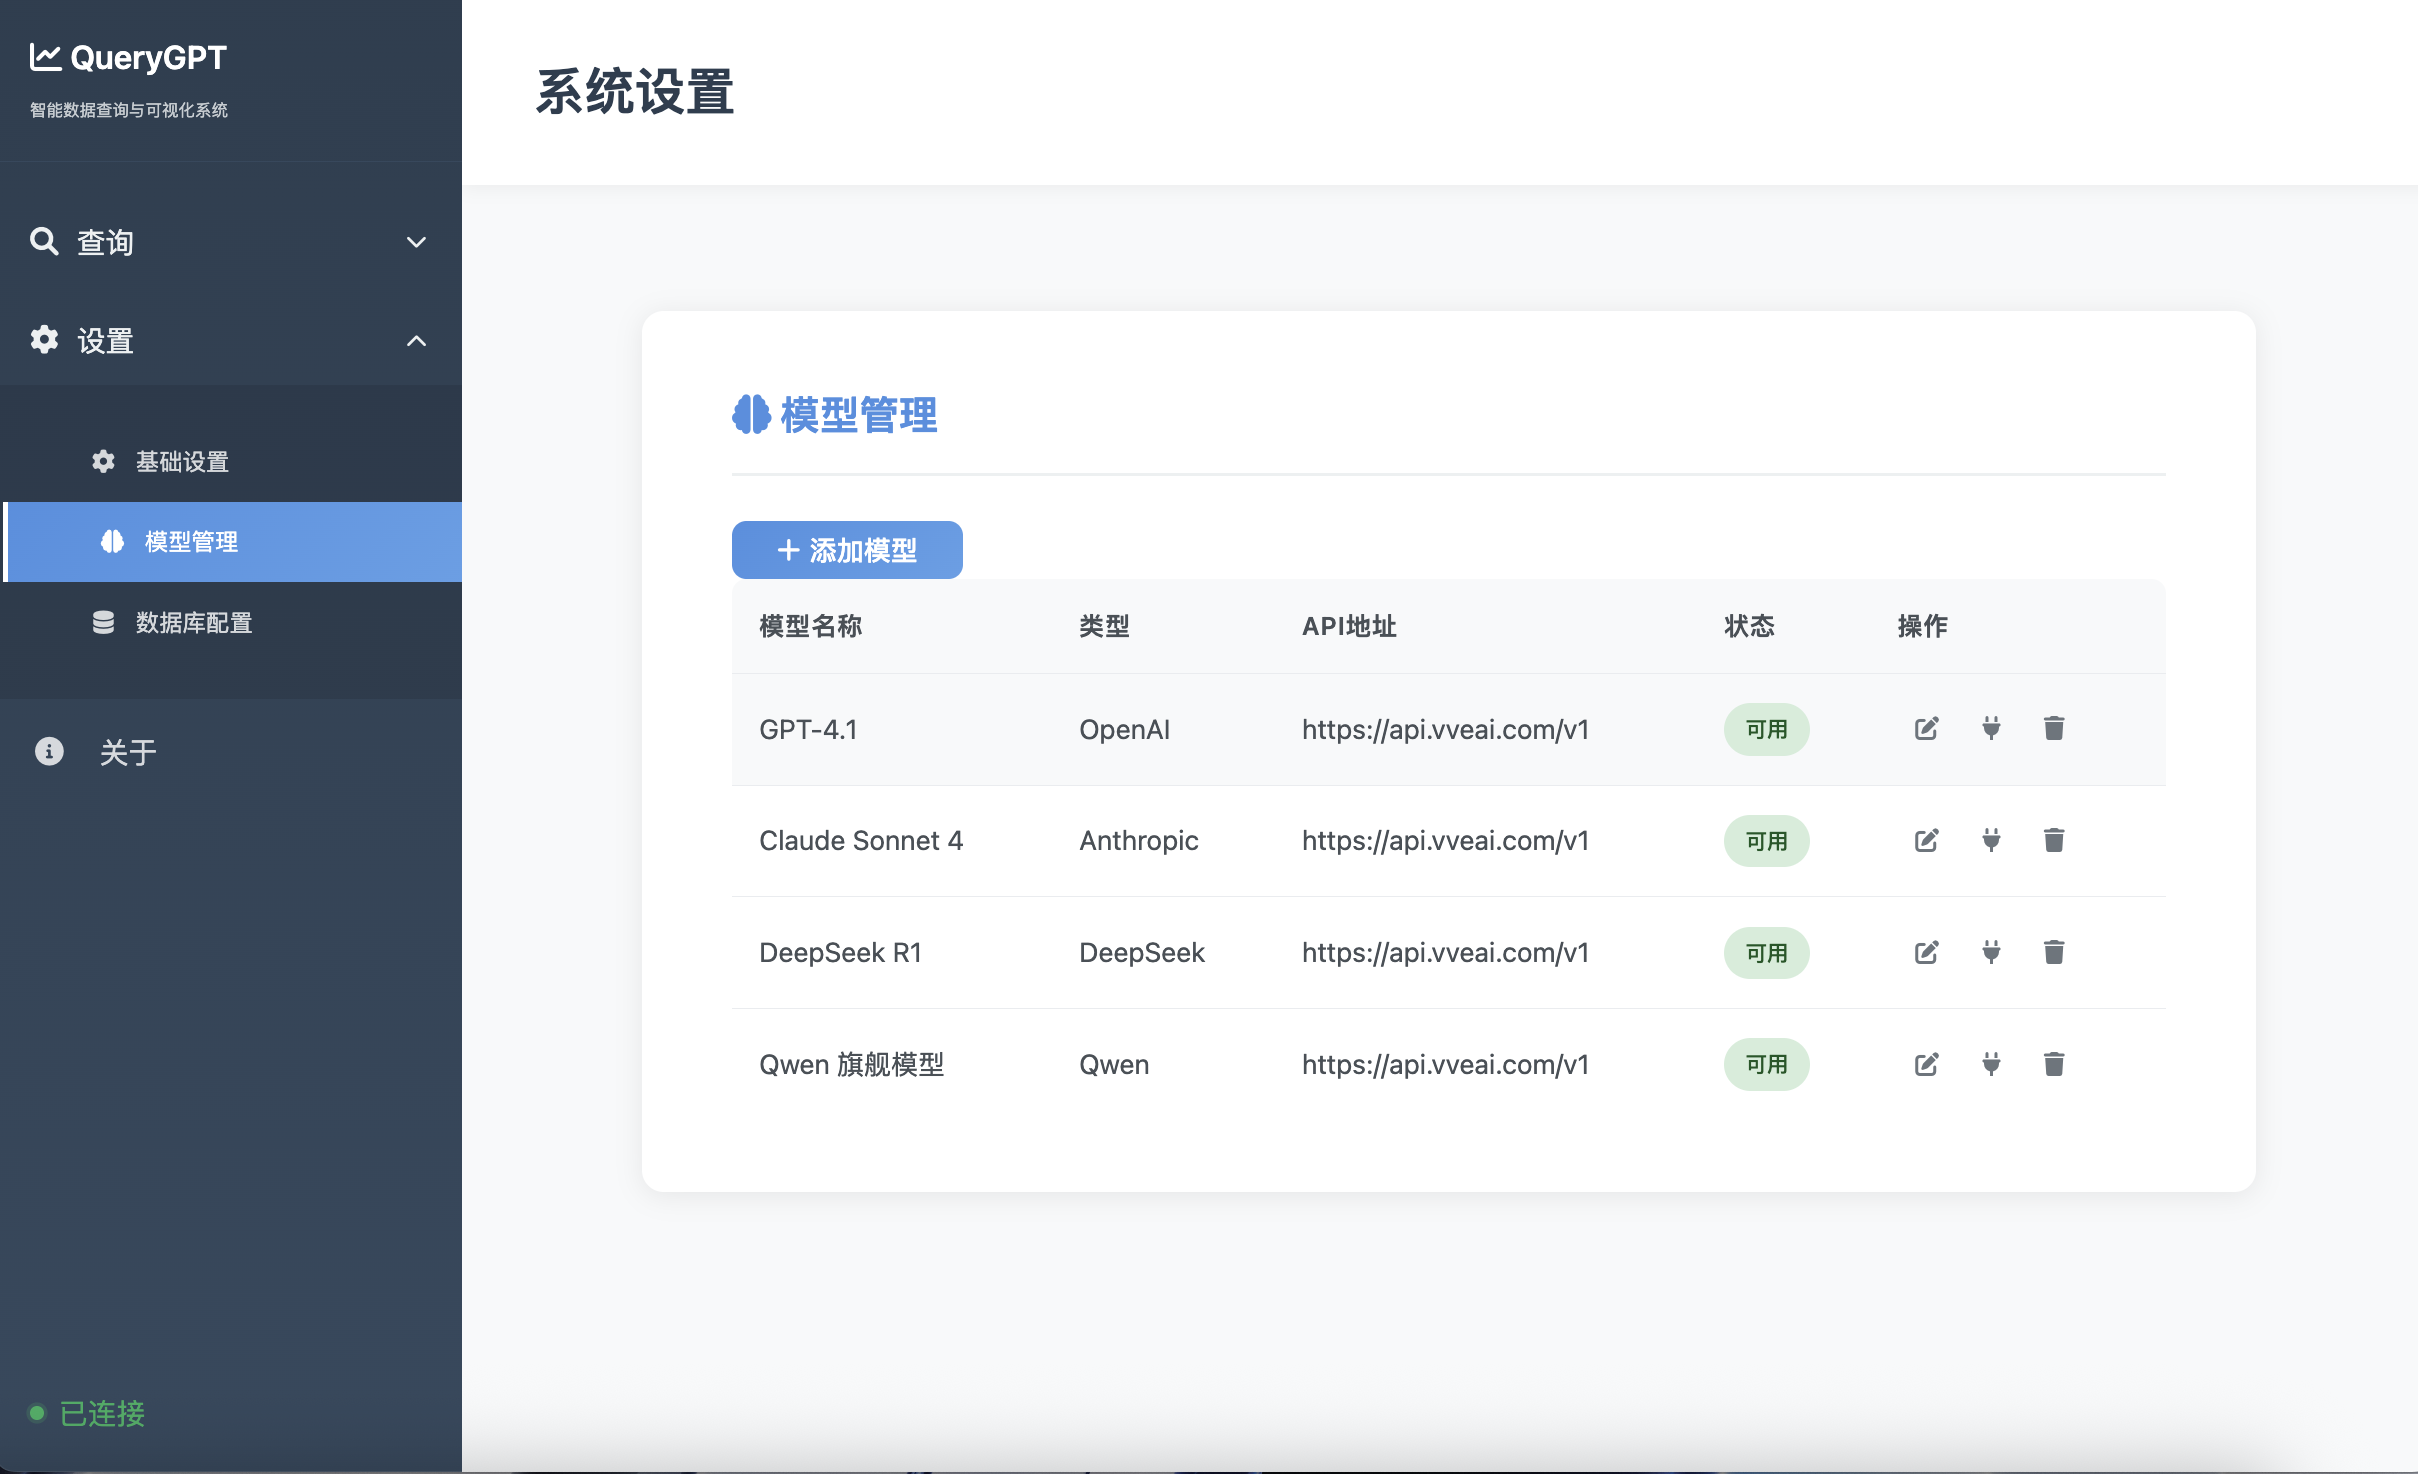 QueryGPT
智能数据查询与可视化系统
查询
设置
基础设置
模型管理
数据库配置
关于
已连接
系统设置
模型管理
添加模型
模型名称 类型 API地址 状态 操作
GPT-4.1 OpenAI https://api.vveai.com/v1 可用
Claude Sonnet 4 Anthropic https://api.vveai.com/v1 可用
DeepSeek R1 DeepSeek https://api.vveai.com/v1 可用
Qwen 旗舰模型 Qwen https://api.vveai.com/v1 可用